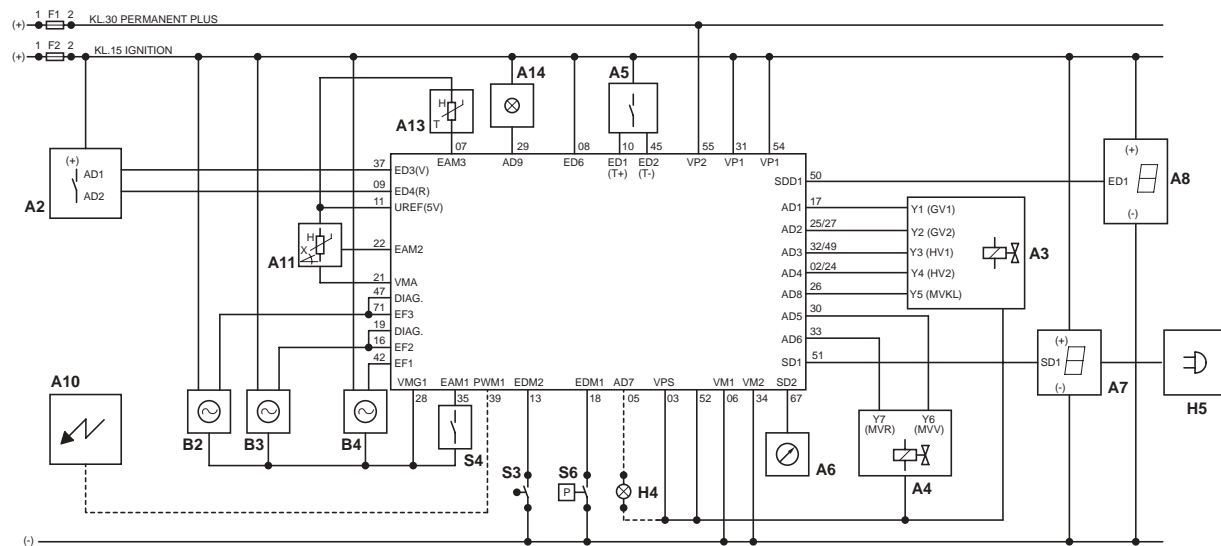 (+) 1 F1 2 KL.30 PERMANENT PLUS
(+) 1 F2 2 KL.15 IGNITION
A14 A5
A13 H T
07 29 08 10 45 55 31 54
EAM3 AD9 ED6 ED1 (T+) ED2 (T-) VP2 VP1 VP1
A2 (+) AD1 AD2
37 ED3(V)
09 ED4(R)
11 UREF(5V)
A11 H X
22 EAM2
21 VMA
47 DIAG.
71 EF3
19 DIAG.
16 EF2
42 EF1
SDD1 50
AD1 17 Y1 (GV1)
AD2 25/27 Y2 (GV2)
AD3 32/49 Y3 (HV1)
AD4 02/24 Y4 (HV2)
AD8 26 Y5 (MVKL)
A3
AD5 30
AD6 33
SD1 51
(+) ED1 (-) A8
(+) SD1 (-) A7
H5
VMG1 EAM1 PWM1 EDM2 EDM1 AD7 VPS VM1 VM2 SD2
28 35 39 13 18 05 03 52 06 34 67
A10
B2 B3 B4 S4
S3 S6 P H4
A6
Y7 (MVR) Y6 (MVV)
A4
(-)